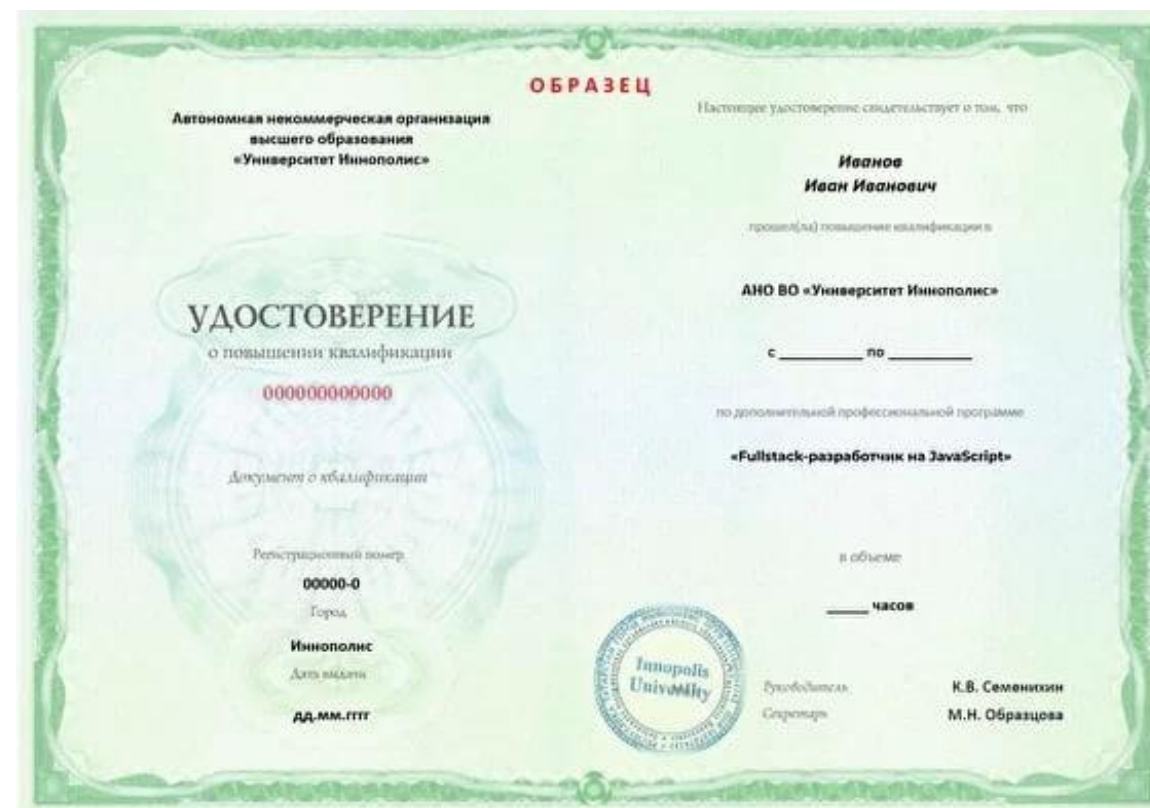 ОБРАЗЕЦ
Автономная некоммерческая организация
высшего образования
«Университет Иннополис»
УДОСТОВЕРЕНИЕ
о повышении квалификации
000000000000
Документ о квалификации
Регистрационный номер
00000-0
Город
Иннополис
Дата выдачи
дд.мм.гггг
Настоящее удостоверение свидетельствует о том, что
Иванов
Иван Иванович
прошел(ла) повышение квалификации в
АНО ВО «Университет Иннополис»
с __________ по __________
по дополнительной профессиональной программе
«Fullstack-разработчик на JavaScript»
в объеме
_____ часов
Innopolis
University
Руководитель К.В. Семенихин
Секретарь М.Н. Образцова